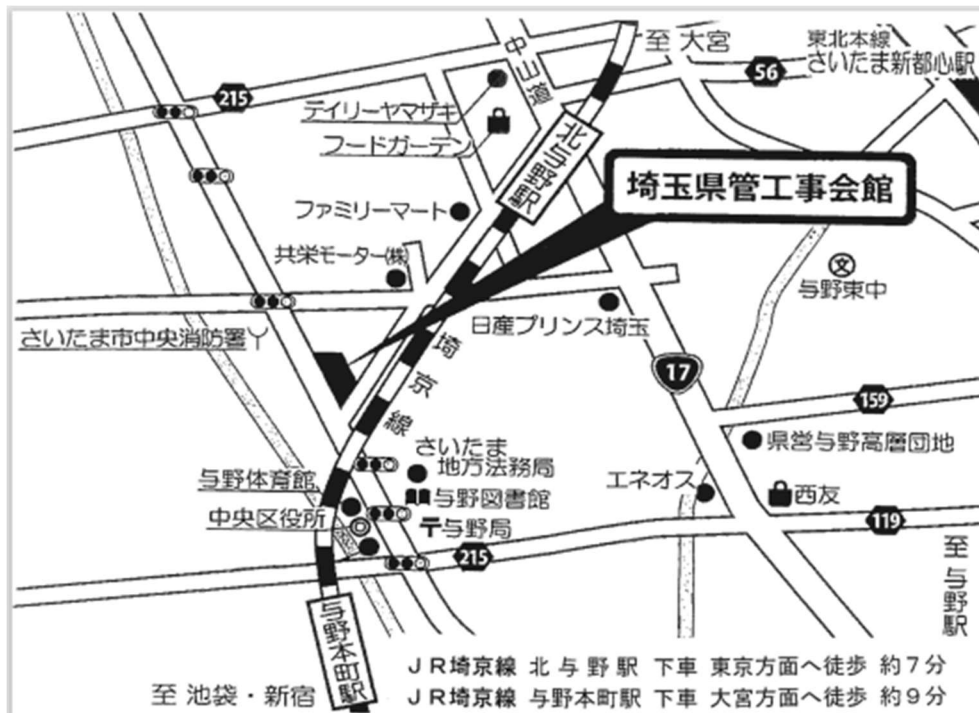 至 大宮
東北本線
さいたま新都心駅
中山道
56
215
デイリーヤマザキ
フードガーデン
北与野駅
埼玉県管工事会館
ファミリーマート
共栄モーター㈱
文
与野東中
日産プリンス埼玉
さいたま市中央消防署
埼京線
17
159
県営与野高層団地
さいたま
地方法務局
与野体育館
与野図書館
エネオス
西友
中央区役所
〒与野局
119
215
至 与野駅
与野本町駅
至 池袋・新宿
JR埼京線 北与野駅 下車 東京方面へ徒歩 約7分
JR埼京線 与野本町駅 下車 大宮方面へ徒歩 約9分